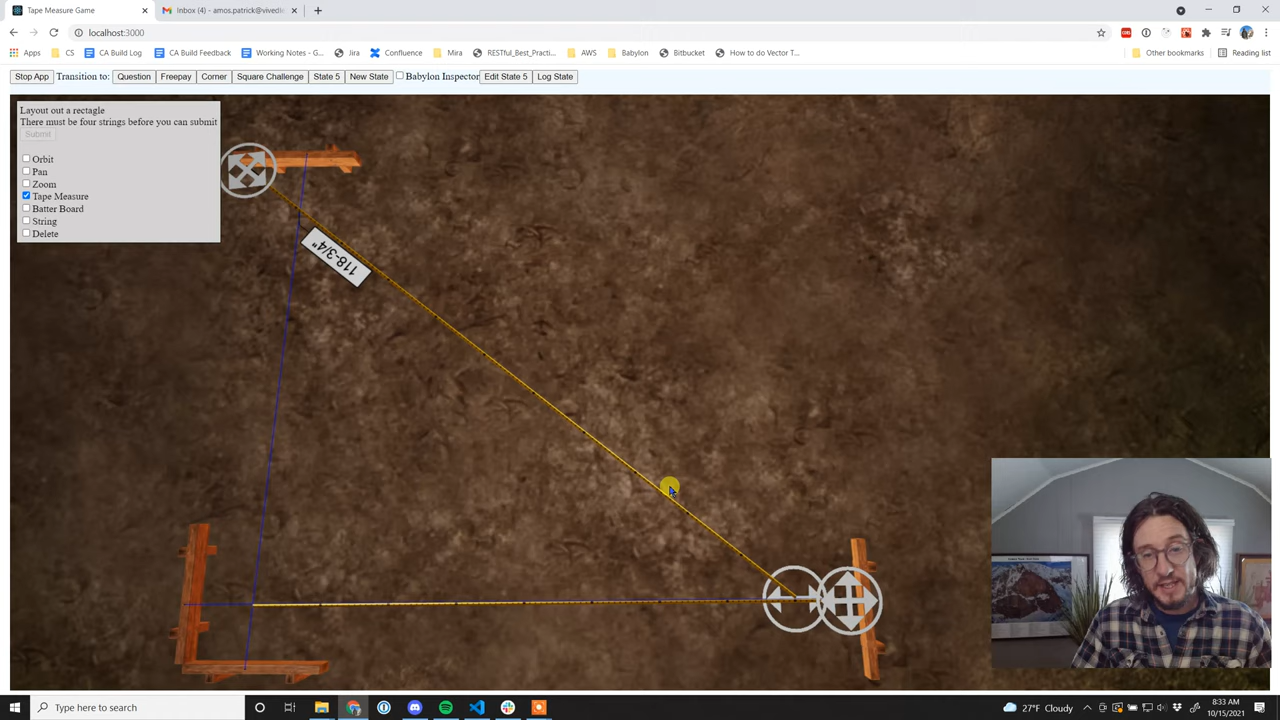 Tape Measure Game
Inbox (4) - amos.patrick@vivedle
localhost:3000
Apps CS CA Build Log CA Build Feedback Working Notes - G... Jira Confluence Mira RESTful_Best_Practi... AWS Babylon Bitbucket How to do Vector T... Other bookmarks Reading list
Stop App Transition to: Question Freepay Corner Square Challenge State 5 New State Babylon Inspector Edit State 5 Log State
Layout out a rectagle
There must be four strings before you can submit
Submit
Orbit
Pan
Zoom
Tape Measure
Batter Board
String
Delete
118-3/4"
Type here to search
27°F Cloudy
8:33 AM
10/15/2021